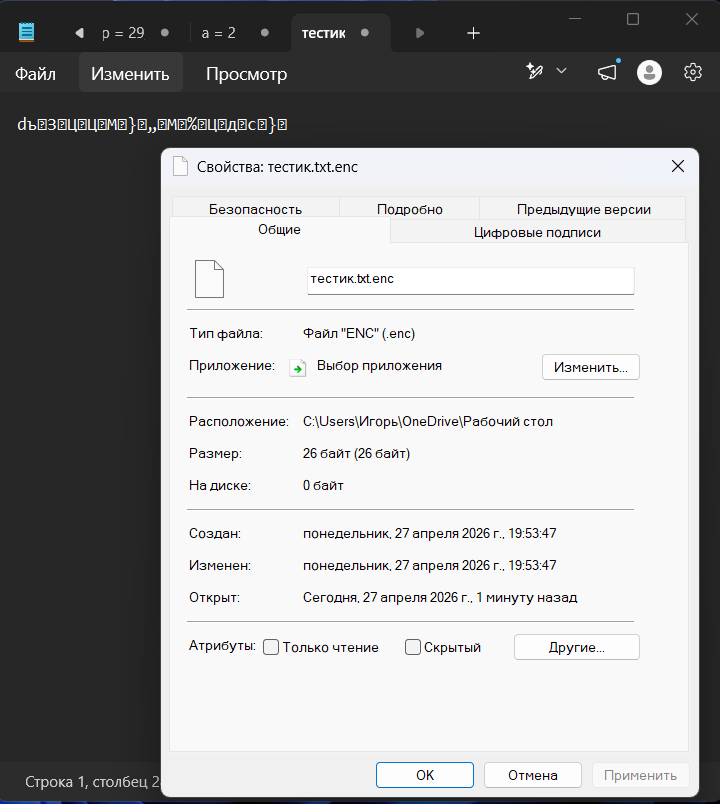 p = 29
a = 2
тестик
Файл
Изменить
Просмотр
Свойства: тестик.txt.enc
Безопасность
Подробно
Предыдущие версии
Общие
Цифровые подписи
тестик.txt.enc
Тип файла: Файл "ENC" (.enc)
Приложение: Выбор приложения
Изменить...
Расположение: C:\Users\Игорь\OneDrive\Рабочий стол
Размер: 26 байт (26 байт)
На диске: 0 байт
Создан: понедельник, 27 апреля 2026 г., 19:53:47
Изменен: понедельник, 27 апреля 2026 г., 19:53:47
Открыт: Сегодня, 27 апреля 2026 г., 1 минуту назад
Атрибуты: Только чтение Скрытый Другие...
Строка 1, столбец 2
OK Отмена Применить